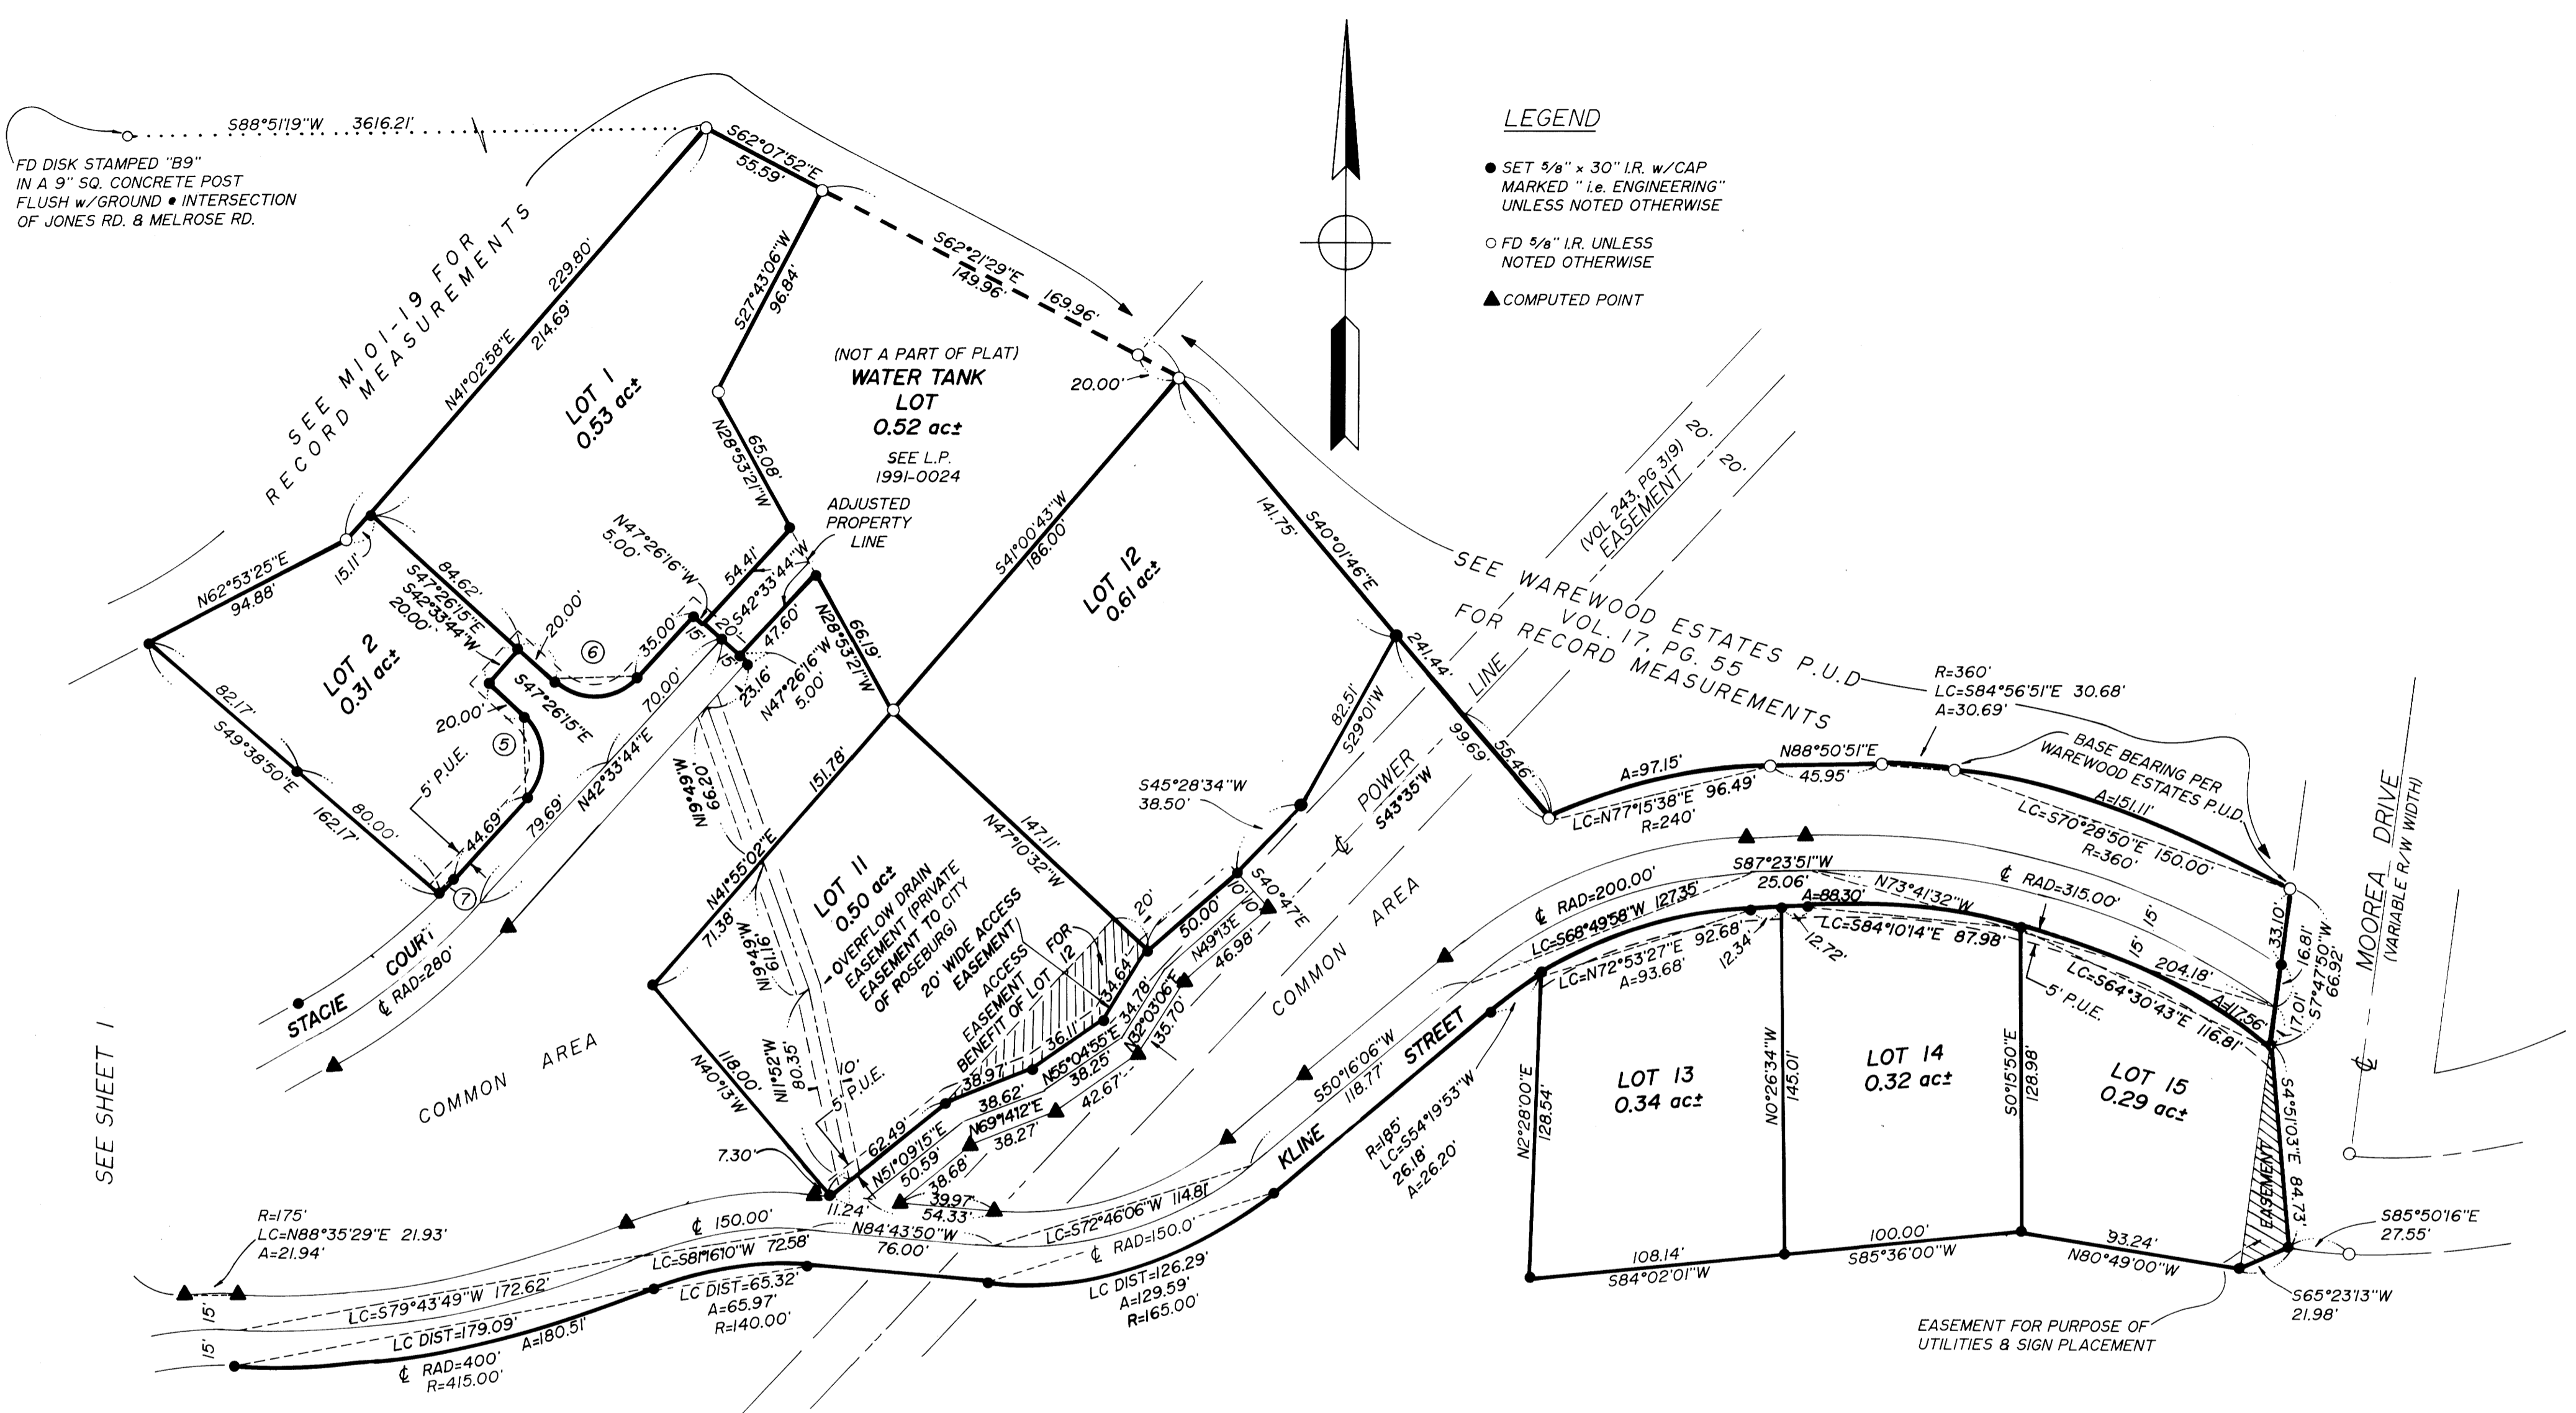 S88°51'19"W 3616.21'
FD DISK STAMPED "B9"
IN A 9" SQ. CONCRETE POST
FLUSH w/GROUND • INTERSECTION
OF JONES RD. & MELROSE RD.
SEE M101-19 FOR
RECORD MEASUREMENTS
S62°07'52"E
55.59'
229.80'
N41°02'58"E
214.69'
LOT 1
0.53 ac±
S27°43'06"W
96.84'
S62°21'29"E
149.96'
169.96'
20.00'
(NOT A PART OF PLAT)
WATER TANK
LOT
0.52 ac±
SEE L.P.
1991-0024
ADJUSTED
PROPERTY
LINE
65.08'
N28°53'21"W
N47°26'16"W
5.00'
54.41'
S42°33'44"W
20'
47.60'
15'
15'
23.16'
N47°26'16"W
5.00'
N28°53'21"W
66.19'
LEGEND
SET 5/8" x 30" I.R. w/CAP
MARKED " i.e. ENGINEERING"
UNLESS NOTED OTHERWISE
FD 5/8" I.R. UNLESS
NOTED OTHERWISE
COMPUTED POINT
N62°53'25"E
94.88'
15.11'
84.62'
S47°26'15"E
S42°33'44"W
20.00'
20.00'
6
35.00'
LOT 2
0.31 ac±
82.17'
S49°38'50"E
162.17'
80.00'
20.00'
S47°26'15"E
5
5' P.U.E.
44.69'
7
70.00'
N42°33'44"E
79.69'
STACIE COURT
℄ RAD=280'
SEE SHEET 1
COMMON AREA
S41°00'43"W
186.00'
LOT 12
0.61 ac±
141.75'
S40°01'46"E
241.44'
99.69'
55.46'
82.51'
S29°01'W
S45°28'34"W
38.50'
(VOL 243, PG 319)
EASEMENT
20'
20'
LINE
POWER
℄
S43°35'W
SEE WAREWOOD ESTATES P.U.D
VOL. 17, PG. 55
FOR RECORD MEASUREMENTS
R=360'
LC=S84°56'51"E 30.68'
A=30.69'
BASE BEARING PER
WAREWOOD ESTATES P.U.D.
A=97.15'
LC=N77°15'38"E 96.49'
R=240'
N88°50'51"E
45.95'
A=151.11'
LC=S70°28'50"E 150.00'
R=360'
MOOREA DRIVE
(VARIABLE R/W WIDTH)
℄
N19°49'W
66.20'
151.78'
N41°55'02"E
71.38'
LOT 11
0.50 ac±
OVERFLOW DRAIN
EASEMENT (PRIVATE
EASEMENT TO CITY
OF ROSEBURG)
20' WIDE ACCESS
EASEMENT
ACCESS
EASEMENT FOR
BENEFIT OF LOT 12
N19°49'W
61.16'
N11°52'W
80.35'
10'
5' P.U.E.
118.00'
N40°13'W
7.30'
147.11'
N47°10'32"W
20'
50.00'
10'
10'
S40°47'E
N49°13'E
46.98'
34.64'
34.78'
N32°03'06"E
35.70'
36.11'
N55°04'55"E
38.25'
42.67'
38.97'
38.62'
N69°14'12"E
38.27'
62.49'
N51°09'15"E
50.59'
38.68'
39.97'
54.33'
11.24'
COMMON AREA
℄ RAD=200.00'
LC=S68°49'58"W 127.35'
S87°23'51"W
25.06'
N73°41'32"W
204.18'
℄ RAD=315.00'
15'
15'
A=88.30'
LC=S84°10'14"E 87.98'
12.34'
12.72'
LC=N72°53'27"E 92.68'
A=93.68'
LC=S64°30'43"E 116.81'
A=117.56'
5' P.U.E.
33.10'
16.81'
17.01'
S7°47'50"W
66.92'
S50°16'06"W
118.77'
KLINE STREET
R=185'
LC=S54°19'53"W
26.18'
A=26.20'
N2°28'00"E
128.54'
LOT 13
0.34 ac±
N0°26'34"W
145.01'
LOT 14
0.32 ac±
S0°15'50"E
128.98'
LOT 15
0.29 ac±
EASEMENT
S4°51'03"E 84.73'
108.14'
S84°02'01"W
100.00'
S85°36'00"W
93.24'
N80°49'00"W
S85°50'16"E
27.55'
S65°23'13"W
21.98'
EASEMENT FOR PURPOSE OF
UTILITIES & SIGN PLACEMENT
R=175'
LC=N88°35'29"E 21.93'
A=21.94'
15'
15'
℄ 150.00'
LC=S81°16'10"W 72.58'
LC=S79°43'49"W 172.62'
LC DIST=179.09'
A=180.51'
℄ RAD=400'
R=415.00'
LC DIST=65.32'
A=65.97'
R=140.00'
N84°43'50"W
76.00'
LC=S72°46'06"W 114.81'
℄ RAD=150.0'
LC DIST=126.29'
A=129.59'
R=165.00'